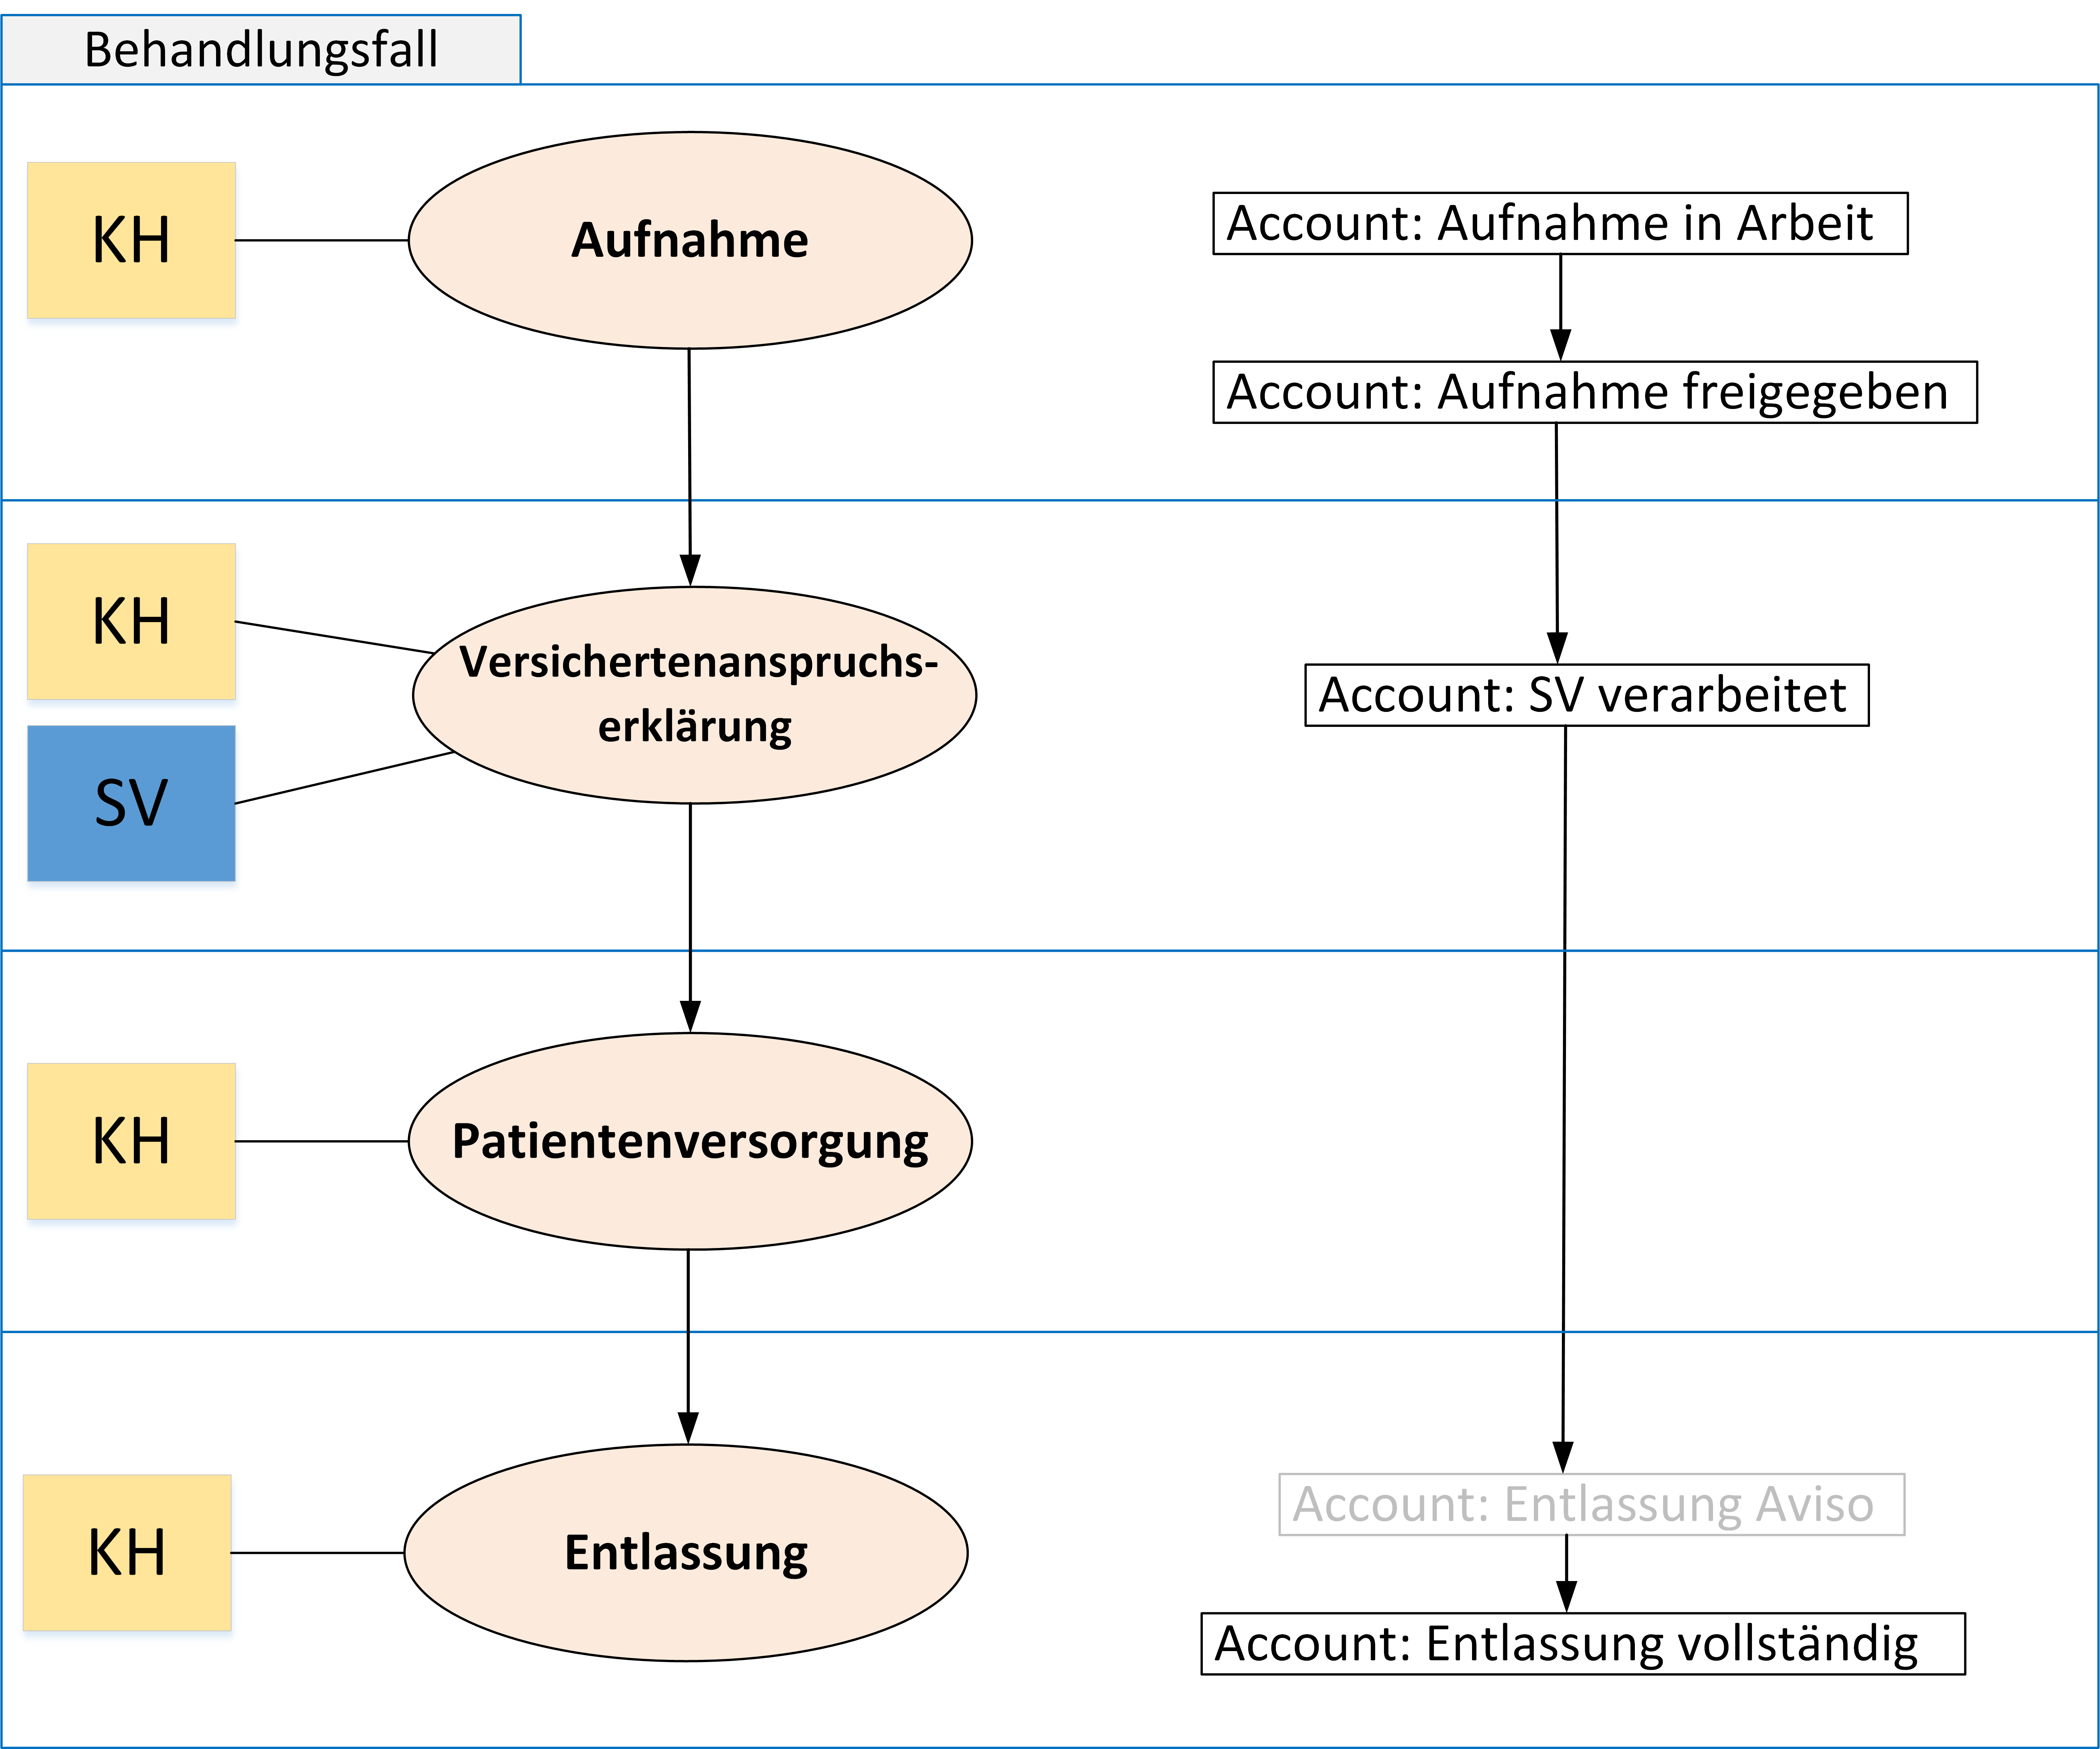 Behandlungsfall
KH
Aufnahme
Account: Aufnahme in Arbeit
Account: Aufnahme freigegeben
KH
Versichertenanspruchs-
erklärung
SV
Account: SV verarbeitet
KH
Patientenversorgung
KH
Entlassung
Account: Entlassung Aviso
Account: Entlassung vollständig